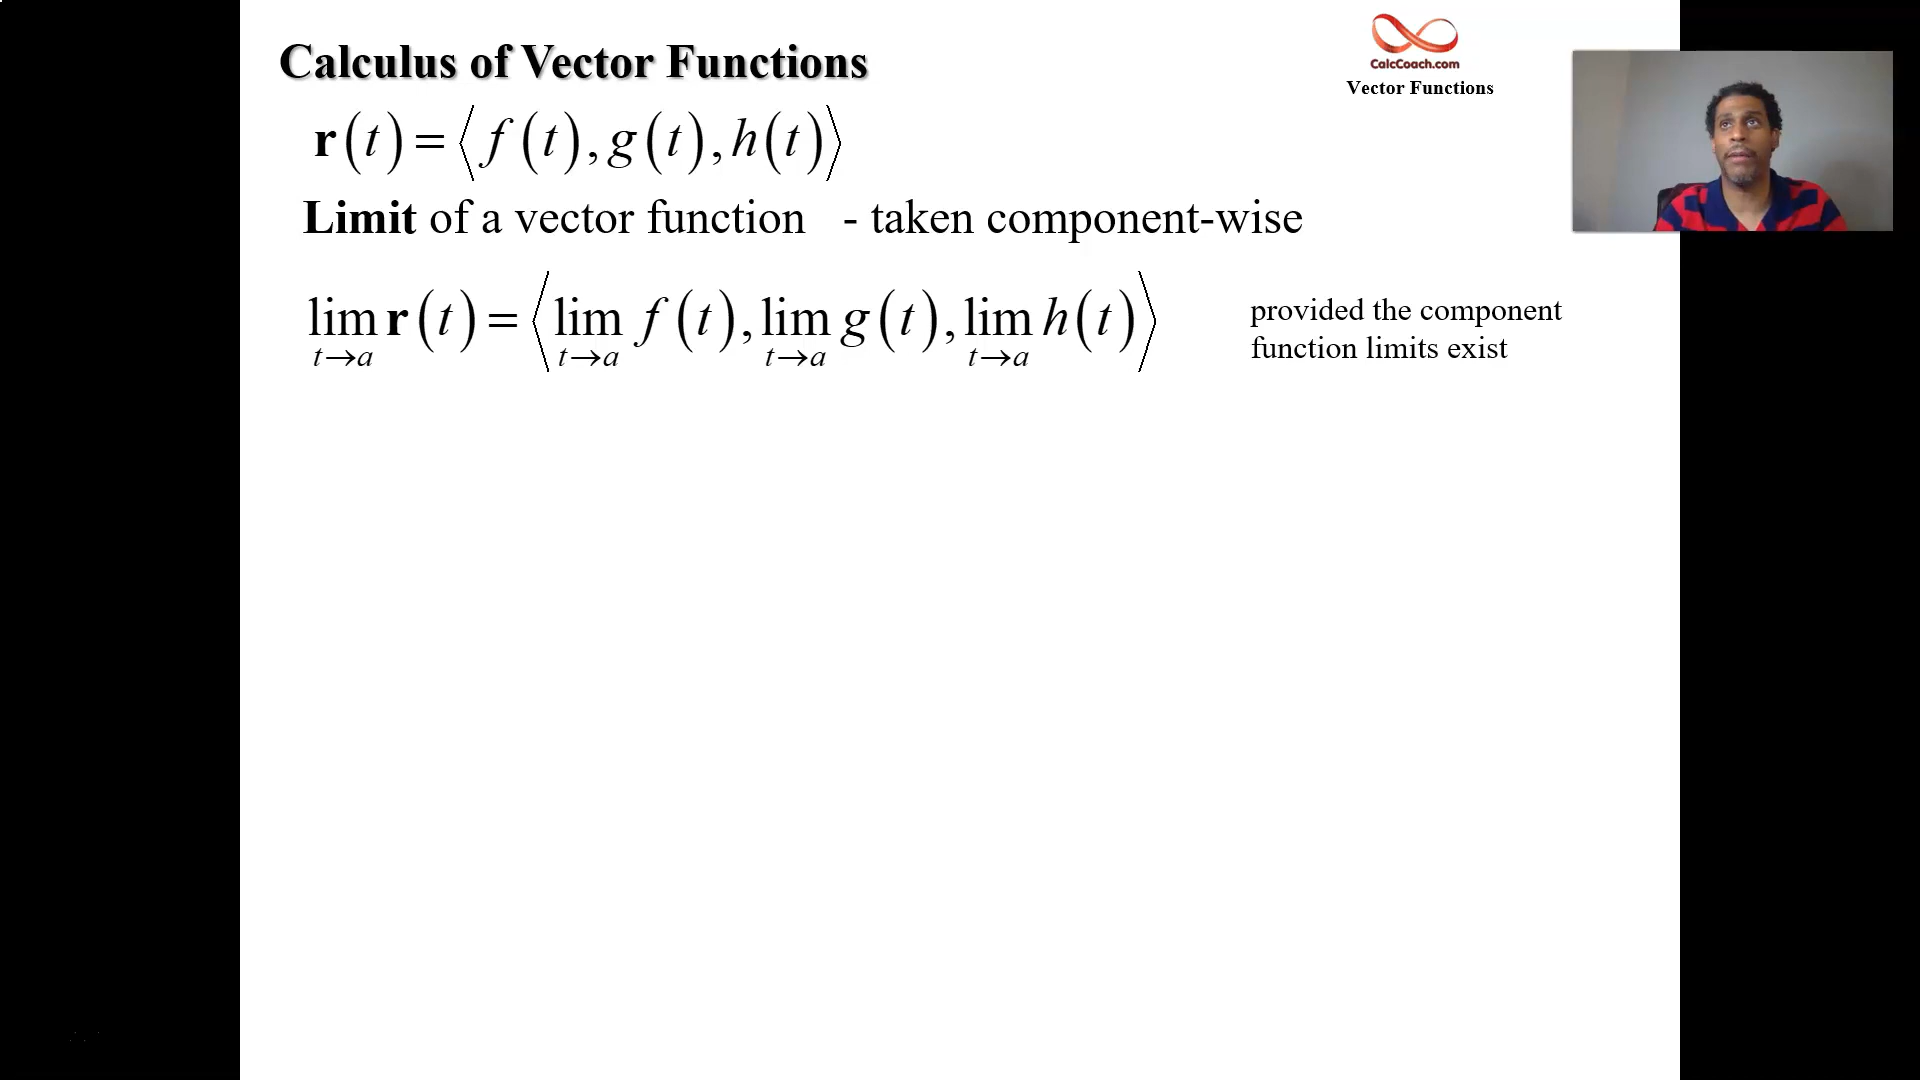 Calculus of Vector Functions
CalcCoach.com
Vector Functions
r(t) = ⟨f(t), g(t), h(t)⟩
Limit of a vector function - taken component-wise
lim r(t) = ⟨lim f(t), lim g(t), lim h(t)⟩
t→a t→a t→a t→a
provided the component
function limits exist